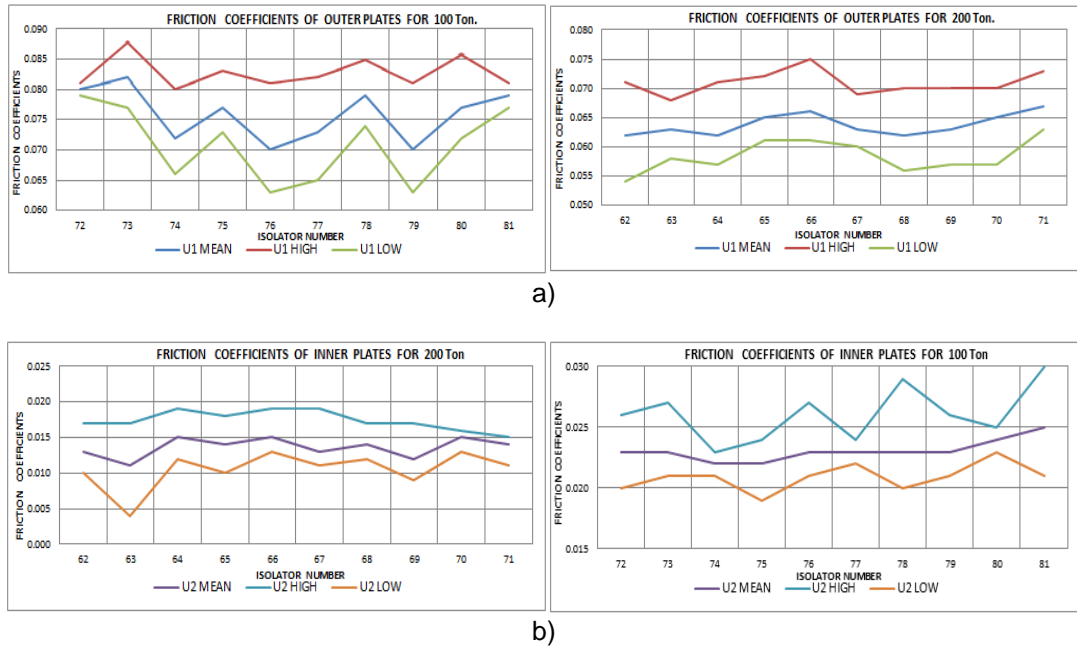 FRICTION COEFFICIENTS OF OUTER PLATES FOR 100 Ton.
FRICTION COEFFICIENTS
0.090
0.085
0.080
0.075
0.070
0.065
0.060
72 73 74 75 76 77 78 79 80 81
ISOLATOR NUMBER
U1 MEAN U1 HIGH U1 LOW
FRICTION COEFFICIENTS OF OUTER PLATES FOR 200 Ton.
FRICTION COEFFICIENTS
0.080
0.075
0.070
0.065
0.060
0.055
0.050
62 63 64 65 66 67 68 69 70 71
ISOLATOR NUMBER
U1 MEAN U1 HIGH U1 LOW
a)
FRICTION COEFFICIENTS OF INNER PLATES FOR 200 Ton
FRICTION COEFFICIENTS
0.025
0.020
0.015
0.010
0.005
0.000
62 63 64 65 66 67 68 69 70 71
ISOLATOR NUMBER
U2 MEAN U2 HIGH U2 LOW
FRICTION COEFFICIENTS OF INNER PLATES FOR 100 Ton
FRICTION COEFFICIENTS
0.030
0.025
0.020
0.015
72 73 74 75 76 77 78 79 80 81
ISOLATOR NUMBER
U2 MEAN U2 HIGH U2 LOW
b)